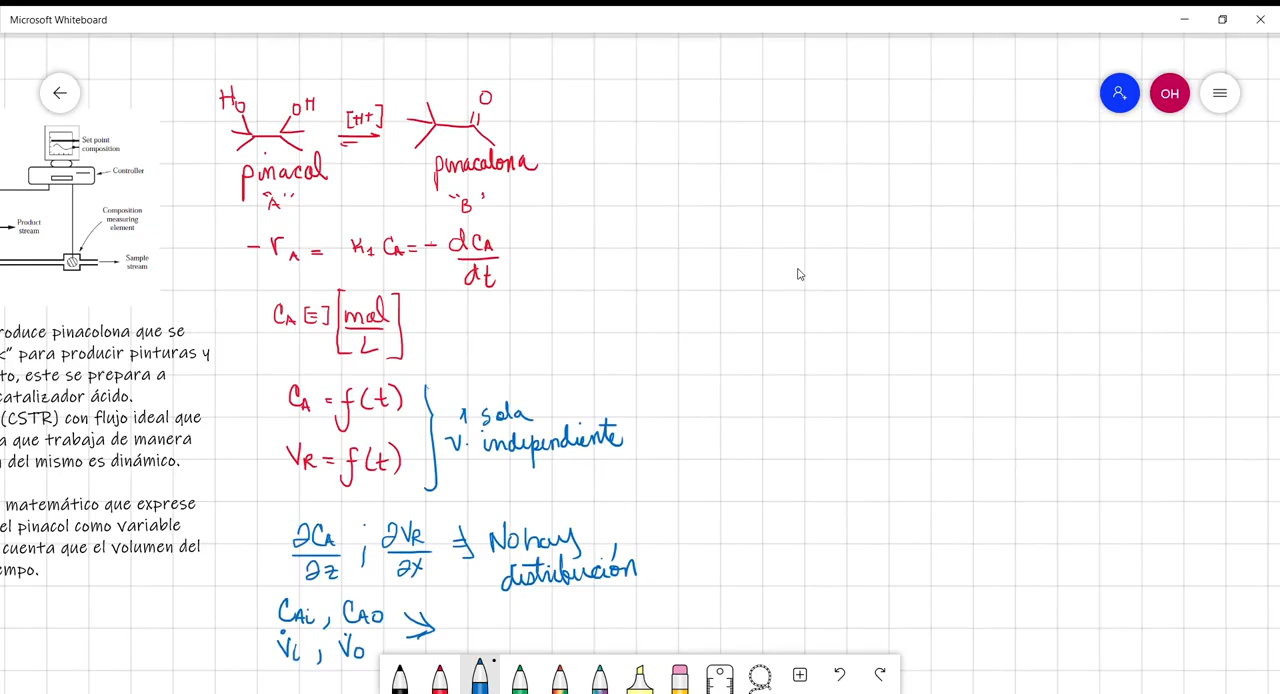 Microsoft Whiteboard
OH
Set point
composition
Controller
Composition
measuring
element
Product
stream
Sample
stream
roduce pinacolona que se
" para producir pinturas y
to, este se prepara a
catalizador ácido.
(CSTR) con flujo ideal que
a que trabaja de manera
n del mismo es dinámico.
matemático que exprese
el pinacol como variable
cuenta que el volumen del
empo.
HO OH [H+] O
pinacol pinacalona
"A" "B"
- rA = K1 CA = - dCA/dt
CA [=] [mol/L]
CA = f(t)
VR = f(t)
1 sola
v. independiente
∂CA/∂z ; ∂VR/∂x ⇒ No hay
distribución
CAi, CAO
V̇i, V̇o